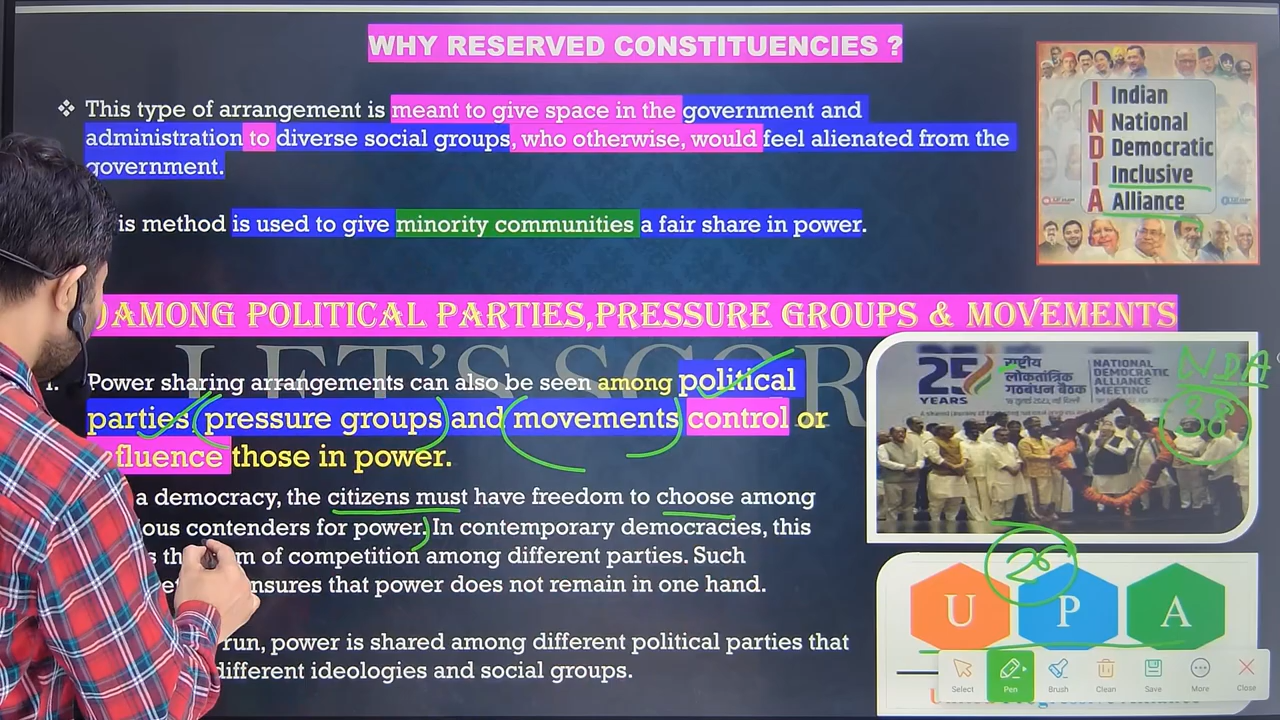 WHY RESERVED CONSTITUENCIES ?
❖ This type of arrangement is meant to give space in the government and
administration to diverse social groups, who otherwise, would feel alienated from the
government.
is method is used to give minority communities a fair share in power.
Indian
National
Democratic
Inclusive
Alliance
)AMONG POLITICAL PARTIES,PRESSURE GROUPS & MOVEMENTS
LET'S SCOR
Power sharing arrangements can also be seen among political
parties, pressure groups and movements control or
fluence those in power.
a democracy, the citizens must have freedom to choose among
ous contenders for power. In contemporary democracies, this
s th m of competition among different parties. Such
ensures that power does not remain in one hand.
run, power is shared among different political parties that
different ideologies and social groups.
25
YEARS
राष्ट्रीय
लोकतांत्रिक
गठबंधन बैठक
NATIONAL
DEMOCRATIC
ALLIANCE
MEETING
NDA
38
26
U P A
Select Pen Brush Clean Save More Close